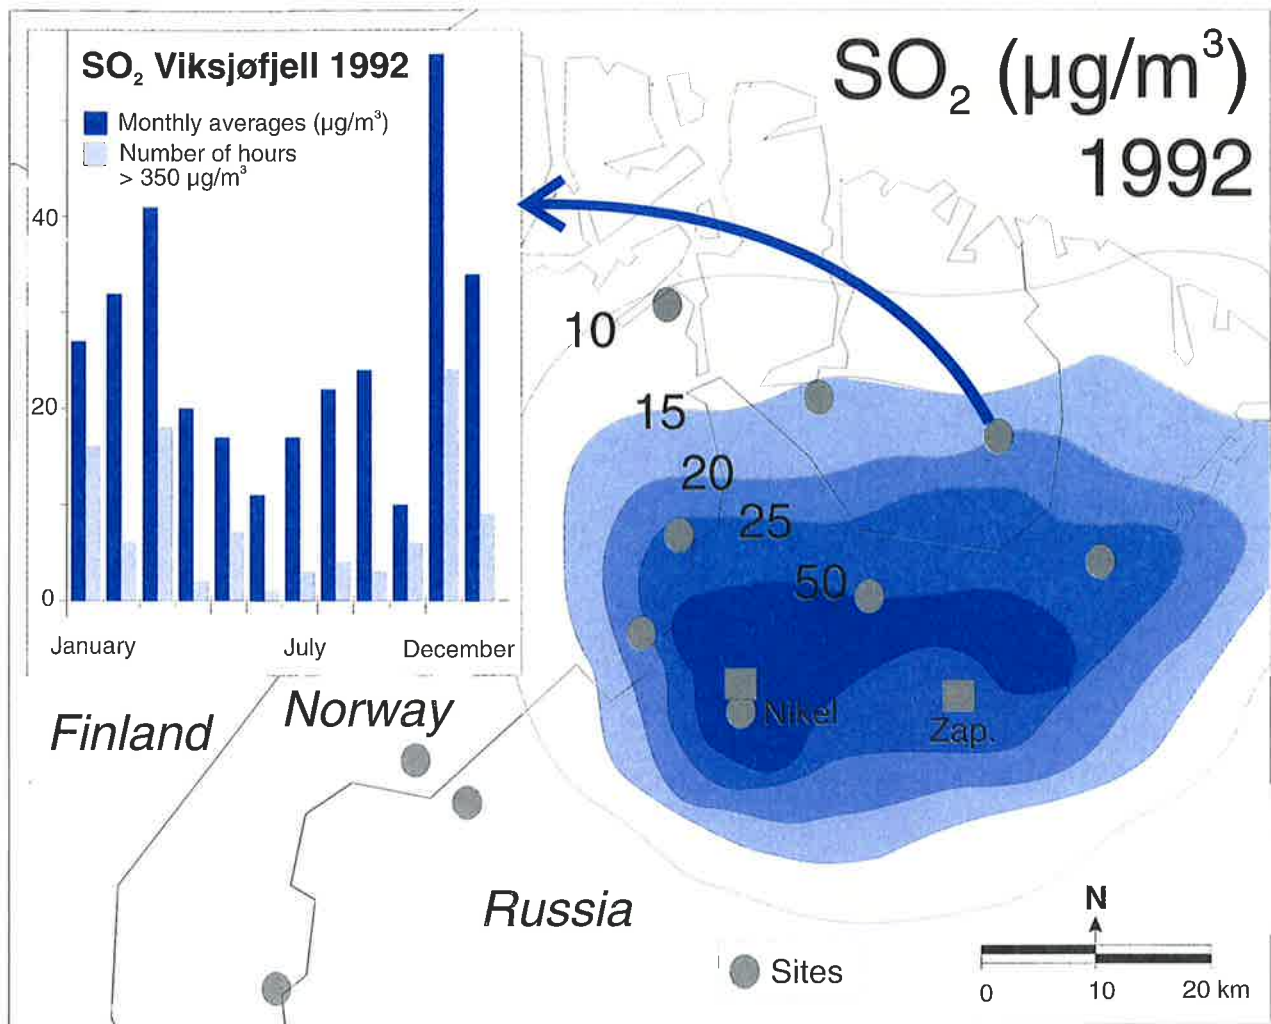 SO₂ Viksjøfjell 1992
Monthly averages (µg/m³)
Number of hours
> 350 µg/m³
40
20
0
January
July
December
SO₂ (µg/m³)
1992
10
15
20
25
50
Nikel
Zap.
Finland
Norway
Russia
Sites
N
0
10
20 km